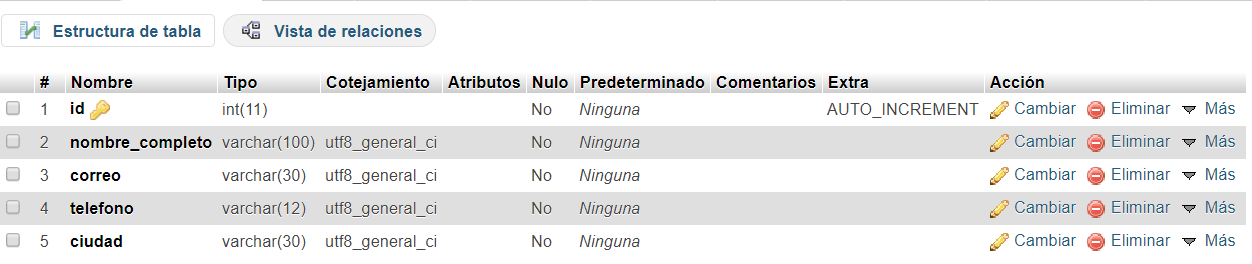 Estructura de tabla Vista de relaciones
# Nombre Tipo Cotejamiento Atributos Nulo Predeterminado Comentarios Extra Acción
1 id int(11) No Ninguna AUTO_INCREMENT Cambiar Eliminar Más
2 nombre_completo varchar(100) utf8_general_ci No Ninguna Cambiar Eliminar Más
3 correo varchar(30) utf8_general_ci No Ninguna Cambiar Eliminar Más
4 telefono varchar(12) utf8_general_ci No Ninguna Cambiar Eliminar Más
5 ciudad varchar(30) utf8_general_ci No Ninguna Cambiar Eliminar Más